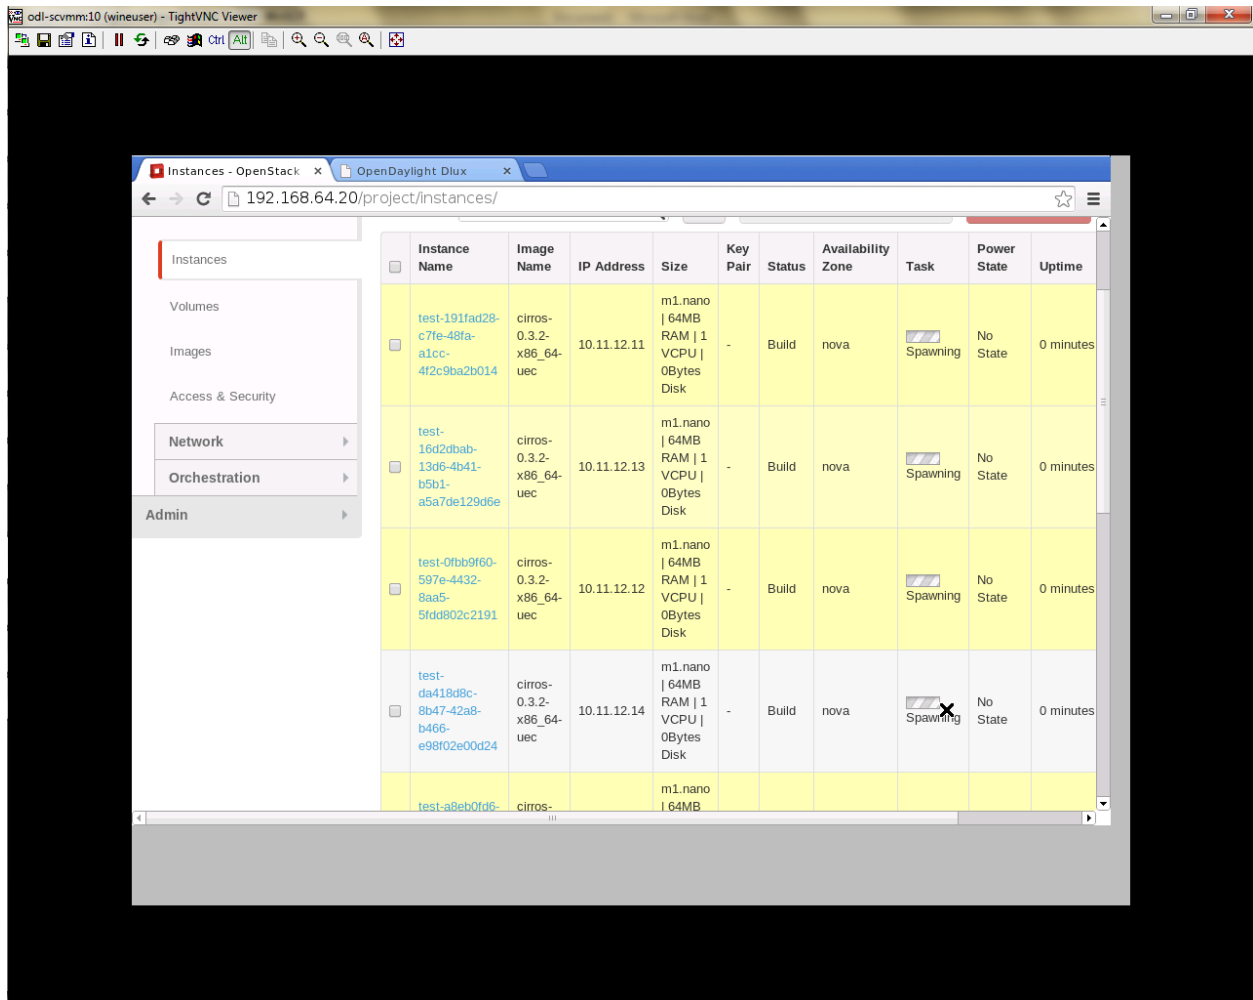 odl-scvmm:10 (wineuser) - TightVNC Viewer
Ctrl Alt
Instances - OpenStack
OpenDaylight Dlux
192.168.64.20/project/instances/
Instances
Volumes
Images
Access & Security
Network
Orchestration
Admin
Instance Name
Image Name
IP Address
Size
Key Pair
Status
Availability Zone
Task
Power State
Uptime
test-191fad28-
c7fe-48fa-
a1cc-
4f2c9ba2b014
cirros-
0.3.2-
x86_64-
uec
10.11.12.11
m1.nano
| 64MB
RAM | 1
VCPU |
0Bytes
Disk
-
Build
nova
Spawning
No
State
0 minutes
test-
16d2dbab-
13d6-4b41-
b5b1-
a5a7de129d6e
cirros-
0.3.2-
x86_64-
uec
10.11.12.13
m1.nano
| 64MB
RAM | 1
VCPU |
0Bytes
Disk
-
Build
nova
Spawning
No
State
0 minutes
test-0fbb9f60-
597e-4432-
8aa5-
5fdd802c2191
cirros-
0.3.2-
x86_64-
uec
10.11.12.12
m1.nano
| 64MB
RAM | 1
VCPU |
0Bytes
Disk
-
Build
nova
Spawning
No
State
0 minutes
test-
da418d8c-
8b47-42a8-
b466-
e98f02e00d24
cirros-
0.3.2-
x86_64-
uec
10.11.12.14
m1.nano
| 64MB
RAM | 1
VCPU |
0Bytes
Disk
-
Build
nova
Spawning
No
State
0 minutes
test-a8eb0fd6-
cirros-
m1.nano
| 64MB